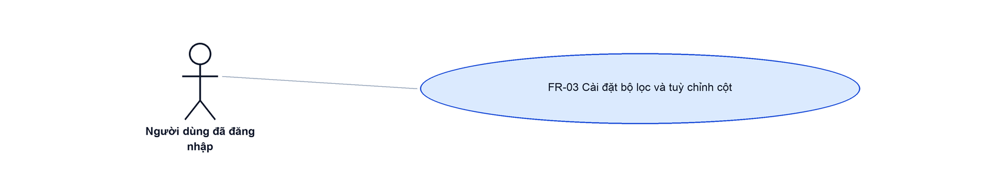 FR-03 Cài đặt bộ lọc và tuỳ chỉnh cột
Người dùng đã đăng
nhập